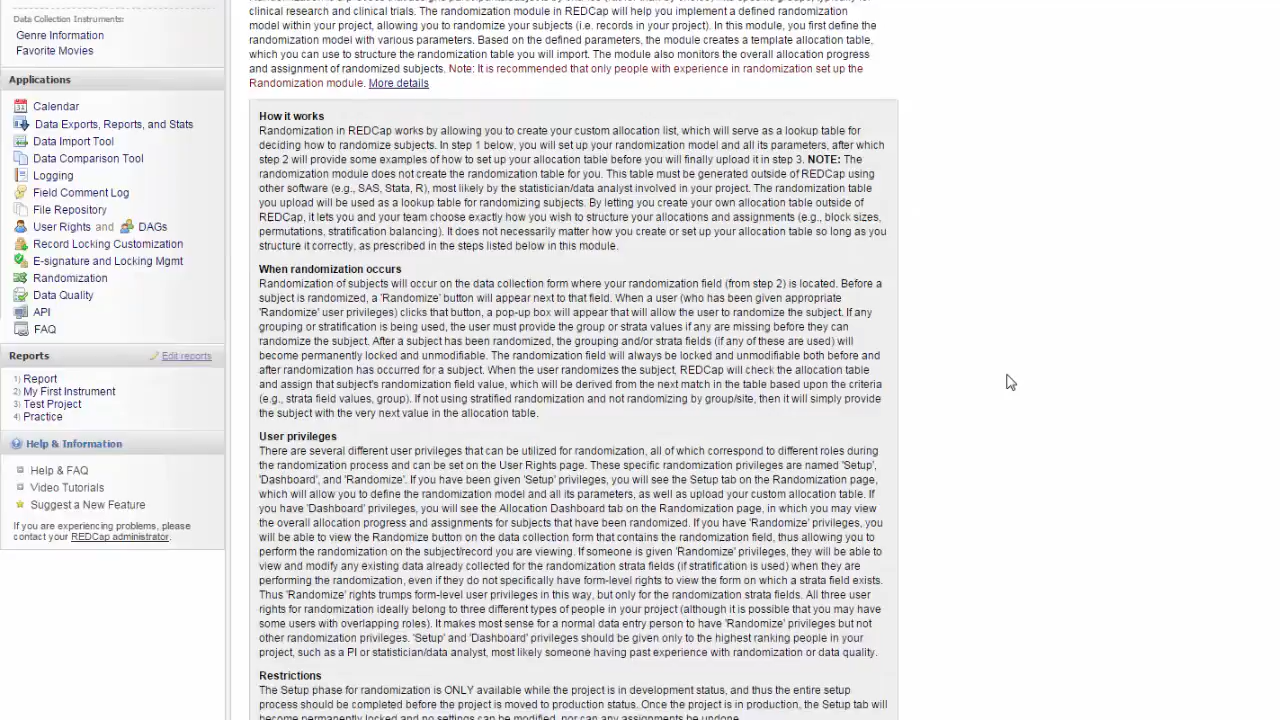 Data Collection Instruments:
Genre Information
Favorite Movies
Applications
Calendar
Data Exports, Reports, and Stats
Data Import Tool
Data Comparison Tool
Logging
Field Comment Log
File Repository
User Rights and DAGs
Record Locking Customization
E-signature and Locking Mgmt
Randomization
Data Quality
API
FAQ
Reports Edit reports
1) Report
2) My First Instrument
3) Test Project
4) Practice
Help & Information
Help & FAQ
Video Tutorials
Suggest a New Feature
If you are experiencing problems, please
contact your REDCap administrator.
clinical research and clinical trials. The randomization module in REDCap will help you implement a defined randomization
model within your project, allowing you to randomize your subjects (i.e. records in your project). In this module, you first define the
randomization model with various parameters. Based on the defined parameters, the module creates a template allocation table,
which you can use to structure the randomization table you will import. The module also monitors the overall allocation progress
and assignment of randomized subjects. Note: It is recommended that only people with experience in randomization set up the
Randomization module. More details
How it works
Randomization in REDCap works by allowing you to create your custom allocation list, which will serve as a lookup table for
deciding how to randomize subjects. In step 1 below, you will set up your randomization model and all its parameters, after which
step 2 will provide some examples of how to set up your allocation table before you will finally upload it in step 3. NOTE: The
randomization module does not create the randomization table for you. This table must be generated outside of REDCap using
other software (e.g., SAS, Stata, R), most likely by the statistician/data analyst involved in your project. The randomization table
you upload will be used as a lookup table for randomizing subjects. By letting you create your own allocation table outside of
REDCap, it lets you and your team choose exactly how you wish to structure your allocations and assignments (e.g., block sizes,
permutations, stratification balancing). It does not necessarily matter how you create or set up your allocation table so long as you
structure it correctly, as prescribed in the steps listed below in this module.
When randomization occurs
Randomization of subjects will occur on the data collection form where your randomization field (from step 2) is located. Before a
subject is randomized, a 'Randomize' button will appear next to that field. When a user (who has been given appropriate
'Randomize' user privileges) clicks that button, a pop-up box will appear that will allow the user to randomize the subject. If any
grouping or stratification is being used, the user must provide the group or strata values if any are missing before they can
randomize the subject. After a subject has been randomized, the grouping and/or strata fields (if any of these are used) will
become permanently locked and unmodifiable. The randomization field will always be locked and unmodifiable both before and
after randomization has occurred for a subject. When the user randomizes the subject, REDCap will check the allocation table
and assign that subject's randomization field value, which will be derived from the next match in the table based upon the criteria
(e.g., strata field values, group). If not using stratified randomization and not randomizing by group/site, then it will simply provide
the subject with the very next value in the allocation table.
User privileges
There are several different user privileges that can be utilized for randomization, all of which correspond to different roles during
the randomization process and can be set on the User Rights page. These specific randomization privileges are named 'Setup',
'Dashboard', and 'Randomize'. If you have been given 'Setup' privileges, you will see the Setup tab on the Randomization page,
which will allow you to define the randomization model and all its parameters, as well as upload your custom allocation table. If
you have 'Dashboard' privileges, you will see the Allocation Dashboard tab on the Randomization page, in which you may view
the overall allocation progress and assignments for subjects that have been randomized. If you have 'Randomize' privileges, you
will be able to view the Randomize button on the data collection form that contains the randomization field, thus allowing you to
perform the randomization on the subject/record you are viewing. If someone is given 'Randomize' privileges, they will be able to
view and modify any existing data already collected for the randomization strata fields (if stratification is used) when they are
performing the randomization, even if they do not specifically have form-level rights to view the form on which a strata field exists.
Thus 'Randomize' rights trumps form-level user privileges in this way, but only for the randomization strata fields. All three user
rights for randomization ideally belong to three different types of people in your project (although it is possible that you may have
some users with overlapping roles). It makes most sense for a normal data entry person to have 'Randomize' privileges but not
other randomization privileges. 'Setup' and 'Dashboard' privileges should be given only to the highest ranking people in your
project, such as a PI or statistician/data analyst, most likely someone having past experience with randomization or data quality.
Restrictions
The Setup phase for randomization is ONLY available while the project is in development status, and thus the entire setup
process should be completed before the project is moved to production status. Once the project is in production, the Setup tab will
become permanently locked and no settings can be modified, nor can any assignments be undone.